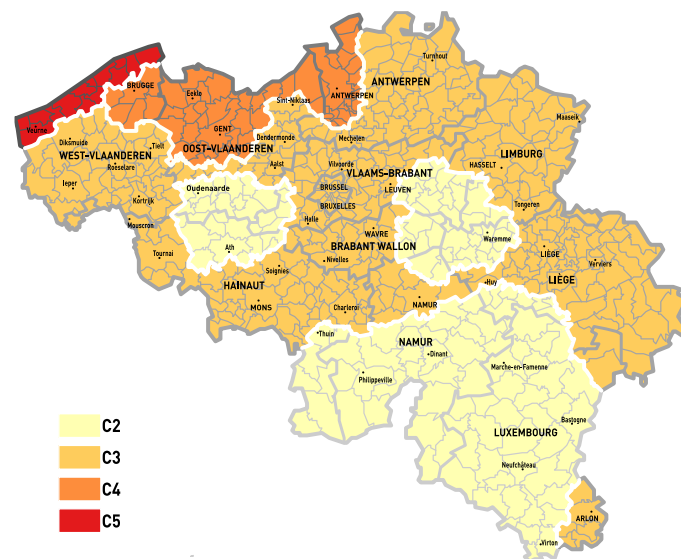 Turnhout
ANTWERPEN
BRUGGE
Eeklo
ANTWERPEN
Sint-Niklaas
Maaseik
Veurne
GENT
Diksmuide
Tielt
OOST-VLAANDEREN
Dendermonde
Mechelen
WEST-VLAANDEREN
Roeselare
Aalst
Vilvoorde
VLAAMS-BRABANT
HASSELT
LIMBURG
Ieper
Oudenaarde
BRUSSEL
LEUVEN
Kortrijk
BRUXELLES
Tongeren
Mouscron
Halle
WAVRE
Waremme
Ath
BRABANT WALLON
LIÈGE
Tournai
Nivelles
Verviers
Soignies
LIÈGE
HAINAUT
Huy
MONS
Charleroi
NAMUR
Thuin
NAMUR
Dinant
Marche-en-Famenne
Philippeville
C2
Bastogne
LUXEMBOURG
C3
Neufchâteau
C4
C5
ARLON
Virton